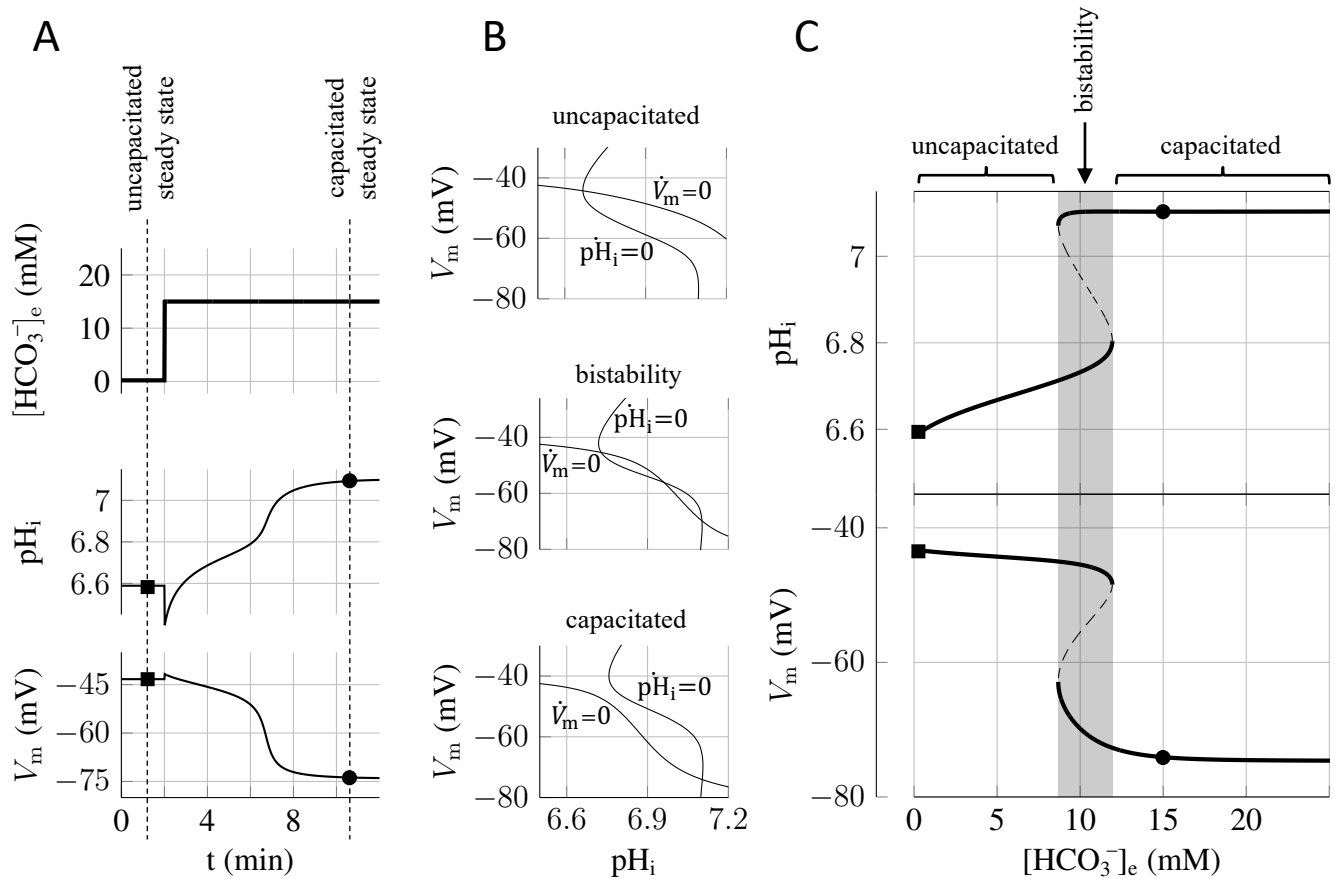 A
uncapacitated
steady state
capacitated
steady state
[HCO₃⁻]ₑ (mM)
20
10
0
pHᵢ
7
6.8
6.6
Vₘ (mV)
−45
−60
−75
0 4 8
t (min)
B
uncapacitated
Vₘ (mV)
−40
−60
−80
V̇ₘ=0
pḢᵢ=0
bistability
Vₘ (mV)
−40
−60
−80
pḢᵢ=0
V̇ₘ=0
capacitated
Vₘ (mV)
−40
−60
−80
pḢᵢ=0
V̇ₘ=0
6.6 6.9 7.2
pHᵢ
C
bistability
uncapacitated
capacitated
pHᵢ
7
6.8
6.6
Vₘ (mV)
−40
−60
−80
0 5 10 15 20
[HCO₃⁻]ₑ (mM)